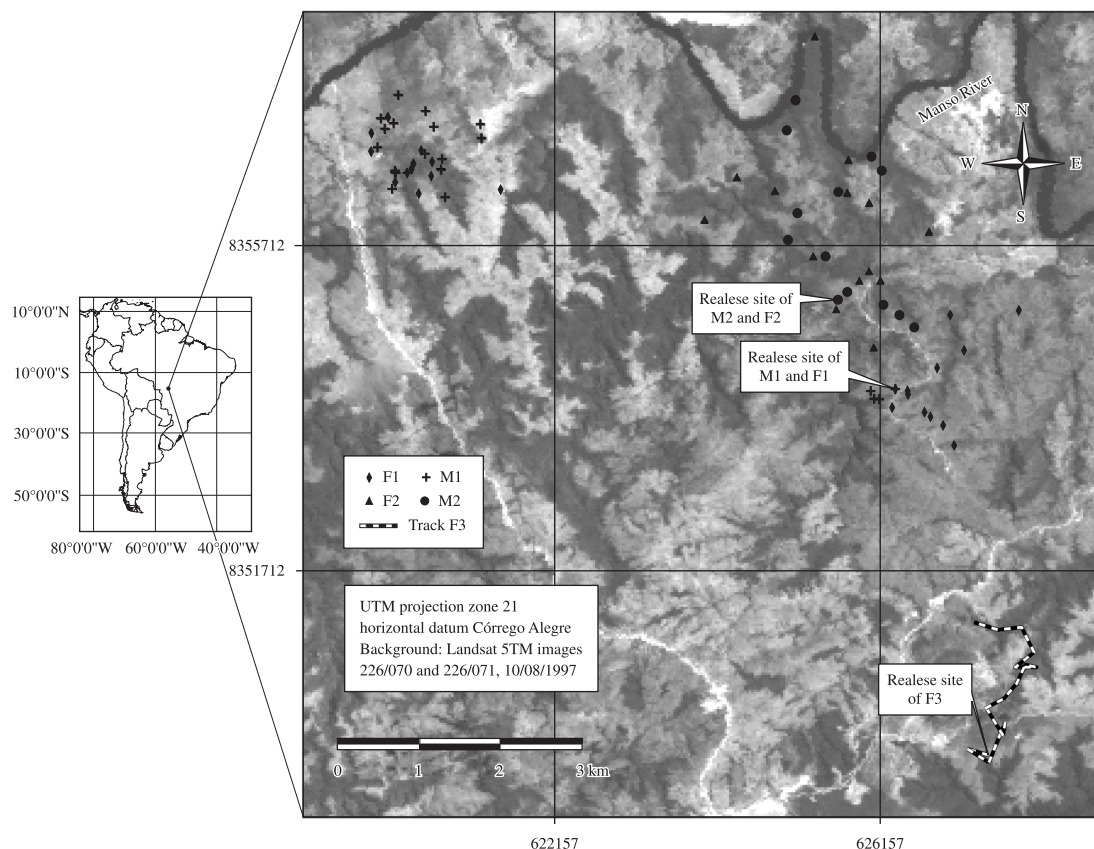 Manso River
N
W
E
S
8355712
Realese site of
M2 and F2
10°0'0"N
Realese site of
M1 and F1
10°0'0"S
30°0'0"S
50°0'0"S
80°0'0"W
60°0'0"W
40°0'0"W
F1
M1
F2
M2
Track F3
8351712
UTM projection zone 21
horizontal datum Córrego Alegre
Background: Landsat 5TM images
226/070 and 226/071, 10/08/1997
Realese site
of F3
0
1
2
3 km
622157
626157